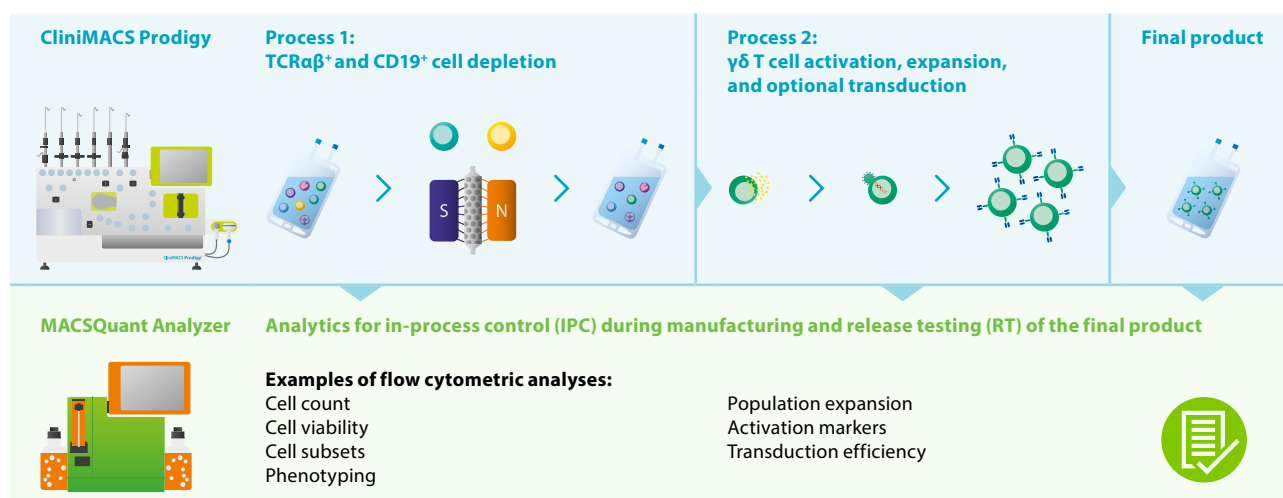 CliniMACS Prodigy
Process 1:
TCRαβ⁺ and CD19⁺ cell depletion
Process 2:
γδ T cell activation, expansion,
and optional transduction
Final product
S
N
CliniMACS Prodigy
MACSQuant Analyzer
Analytics for in-process control (IPC) during manufacturing and release testing (RT) of the final product
Examples of flow cytometric analyses:
Cell count
Cell viability
Cell subsets
Phenotyping
Population expansion
Activation markers
Transduction efficiency